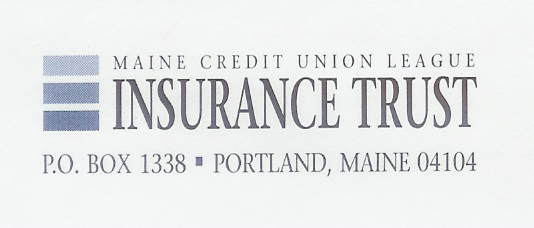 MAINE CREDIT UNION LEAGUE
INSURANCE TRUST
P.O. BOX 1338 ▪ PORTLAND, MAINE 04104